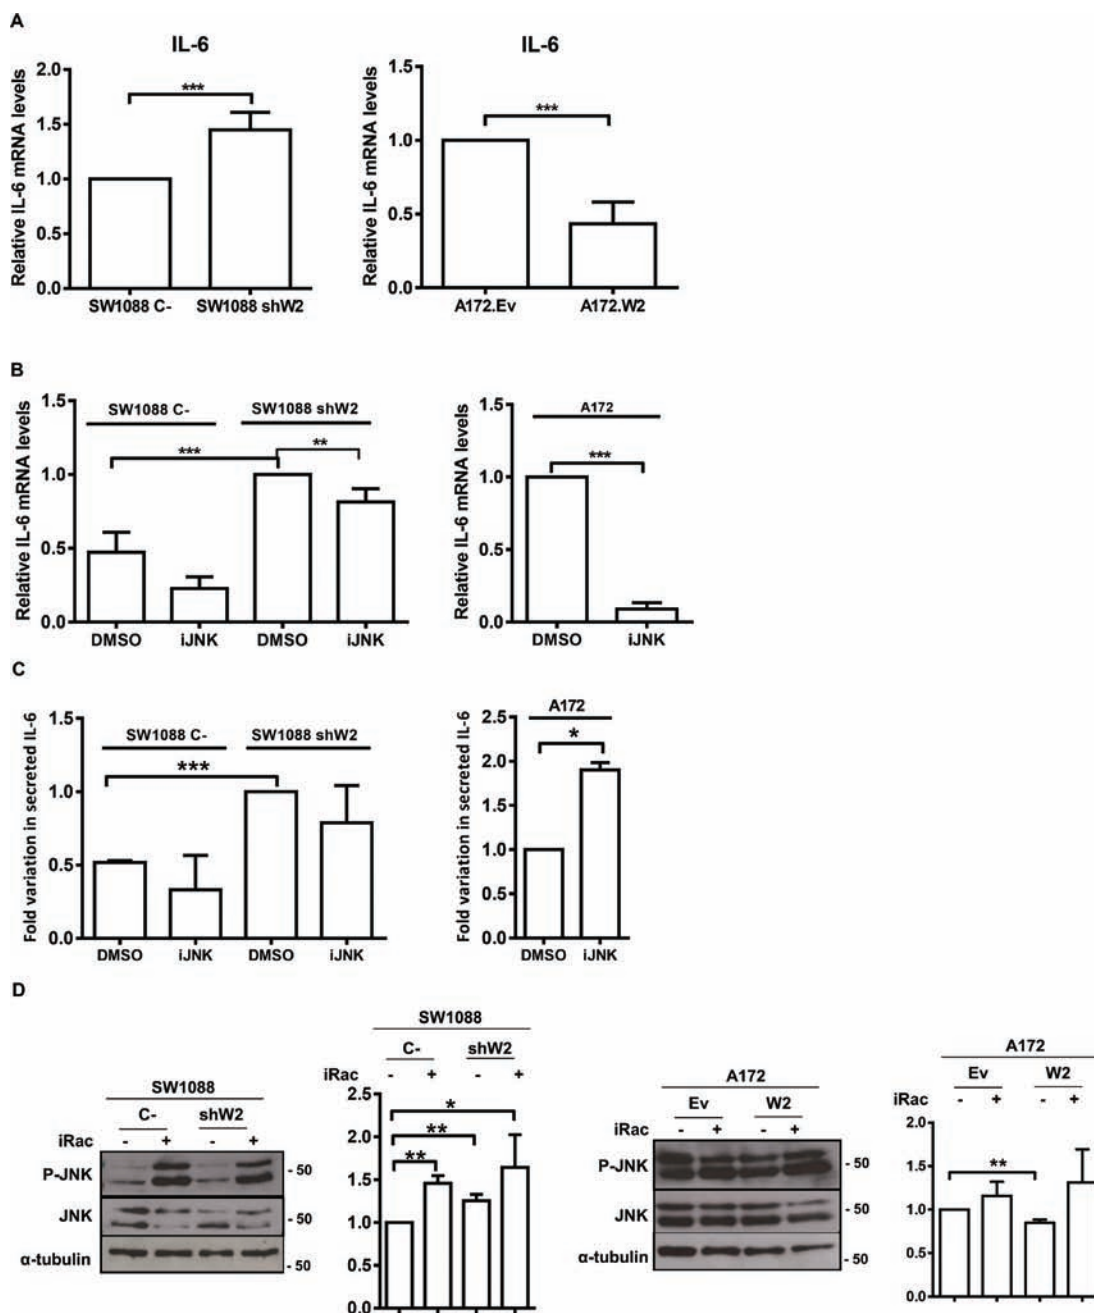 A
IL-6
Relative IL-6 mRNA levels
2.0
1.5
1.0
0.5
0.0
***
SW1088 C-
SW1088 shW2
IL-6
Relative IL-6 mRNA levels
1.5
1.0
0.5
0.0
***
A172.Ev
A172.W2
B
Relative IL-6 mRNA levels
1.5
1.0
0.5
0.0
SW1088 C-
SW1088 shW2
***
**
DMSO
iJNK
DMSO
iJNK
Relative IL-6 mRNA levels
1.5
1.0
0.5
0.0
A172
***
DMSO
iJNK
C
Fold variation in secreted IL-6
1.5
1.0
0.5
0.0
SW1088 C-
SW1088 shW2
***
DMSO
iJNK
DMSO
iJNK
Fold variation in secreted IL-6
2.5
2.0
1.5
1.0
0.5
0.0
A172
*
DMSO
iJNK
D
SW1088
C- shW2
iRac - + - +
P-JNK - 50
JNK - 50
α-tubulin - 50
SW1088
C- shW2
iRac - + - +
2.5
2.0
1.5
1.0
0.5
0.0
*
**
**
A172
Ev W2
iRac - + - +
P-JNK - 50
JNK - 50
α-tubulin - 50
A172
Ev W2
iRac - + - +
2.0
1.5
1.0
0.5
0.0
**